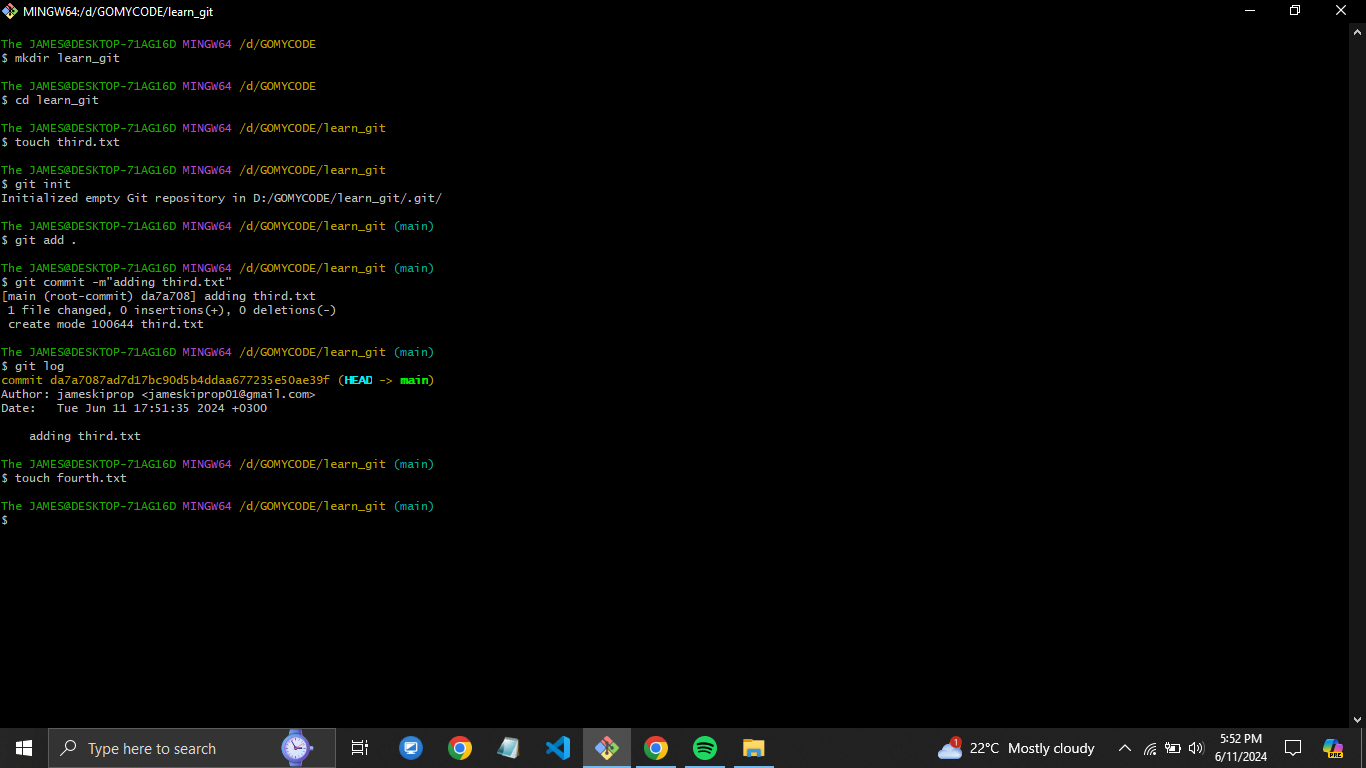 MINGW64:/d/GOMYCODE/learn_git
The JAMES@DESKTOP-71AG16D MINGW64 /d/GOMYCODE
$ mkdir learn_git
The JAMES@DESKTOP-71AG16D MINGW64 /d/GOMYCODE
$ cd learn_git
The JAMES@DESKTOP-71AG16D MINGW64 /d/GOMYCODE/learn_git
$ touch third.txt
The JAMES@DESKTOP-71AG16D MINGW64 /d/GOMYCODE/learn_git
$ git init
Initialized empty Git repository in D:/GOMYCODE/learn_git/.git/
The JAMES@DESKTOP-71AG16D MINGW64 /d/GOMYCODE/learn_git (main)
$ git add .
The JAMES@DESKTOP-71AG16D MINGW64 /d/GOMYCODE/learn_git (main)
$ git commit -m"adding third.txt"
[main (root-commit) da7a708] adding third.txt
 1 file changed, 0 insertions(+), 0 deletions(-)
 create mode 100644 third.txt
The JAMES@DESKTOP-71AG16D MINGW64 /d/GOMYCODE/learn_git (main)
$ git log
commit da7a7087ad7d17bc90d5b4ddaa677235e50ae39f (HEAD -> main)
Author: jameskiprop <jameskiprop01@gmail.com>
Date:   Tue Jun 11 17:51:35 2024 +0300
    adding third.txt
The JAMES@DESKTOP-71AG16D MINGW64 /d/GOMYCODE/learn_git (main)
$ touch fourth.txt
The JAMES@DESKTOP-71AG16D MINGW64 /d/GOMYCODE/learn_git (main)
$
Type here to search
1
22°C Mostly cloudy
5:52 PM
6/11/2024
PRE